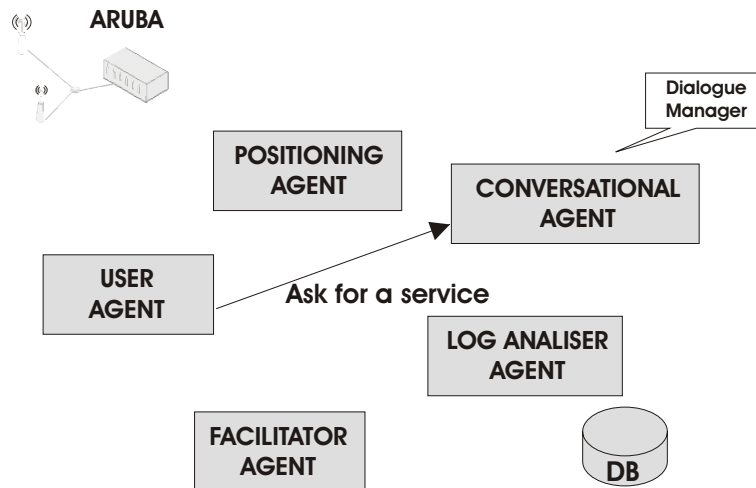 ARUBA
Dialogue
Manager
POSITIONING
AGENT
CONVERSATIONAL
AGENT
USER
AGENT
Ask for a service
LOG ANALISER
AGENT
FACILITATOR
AGENT
DB